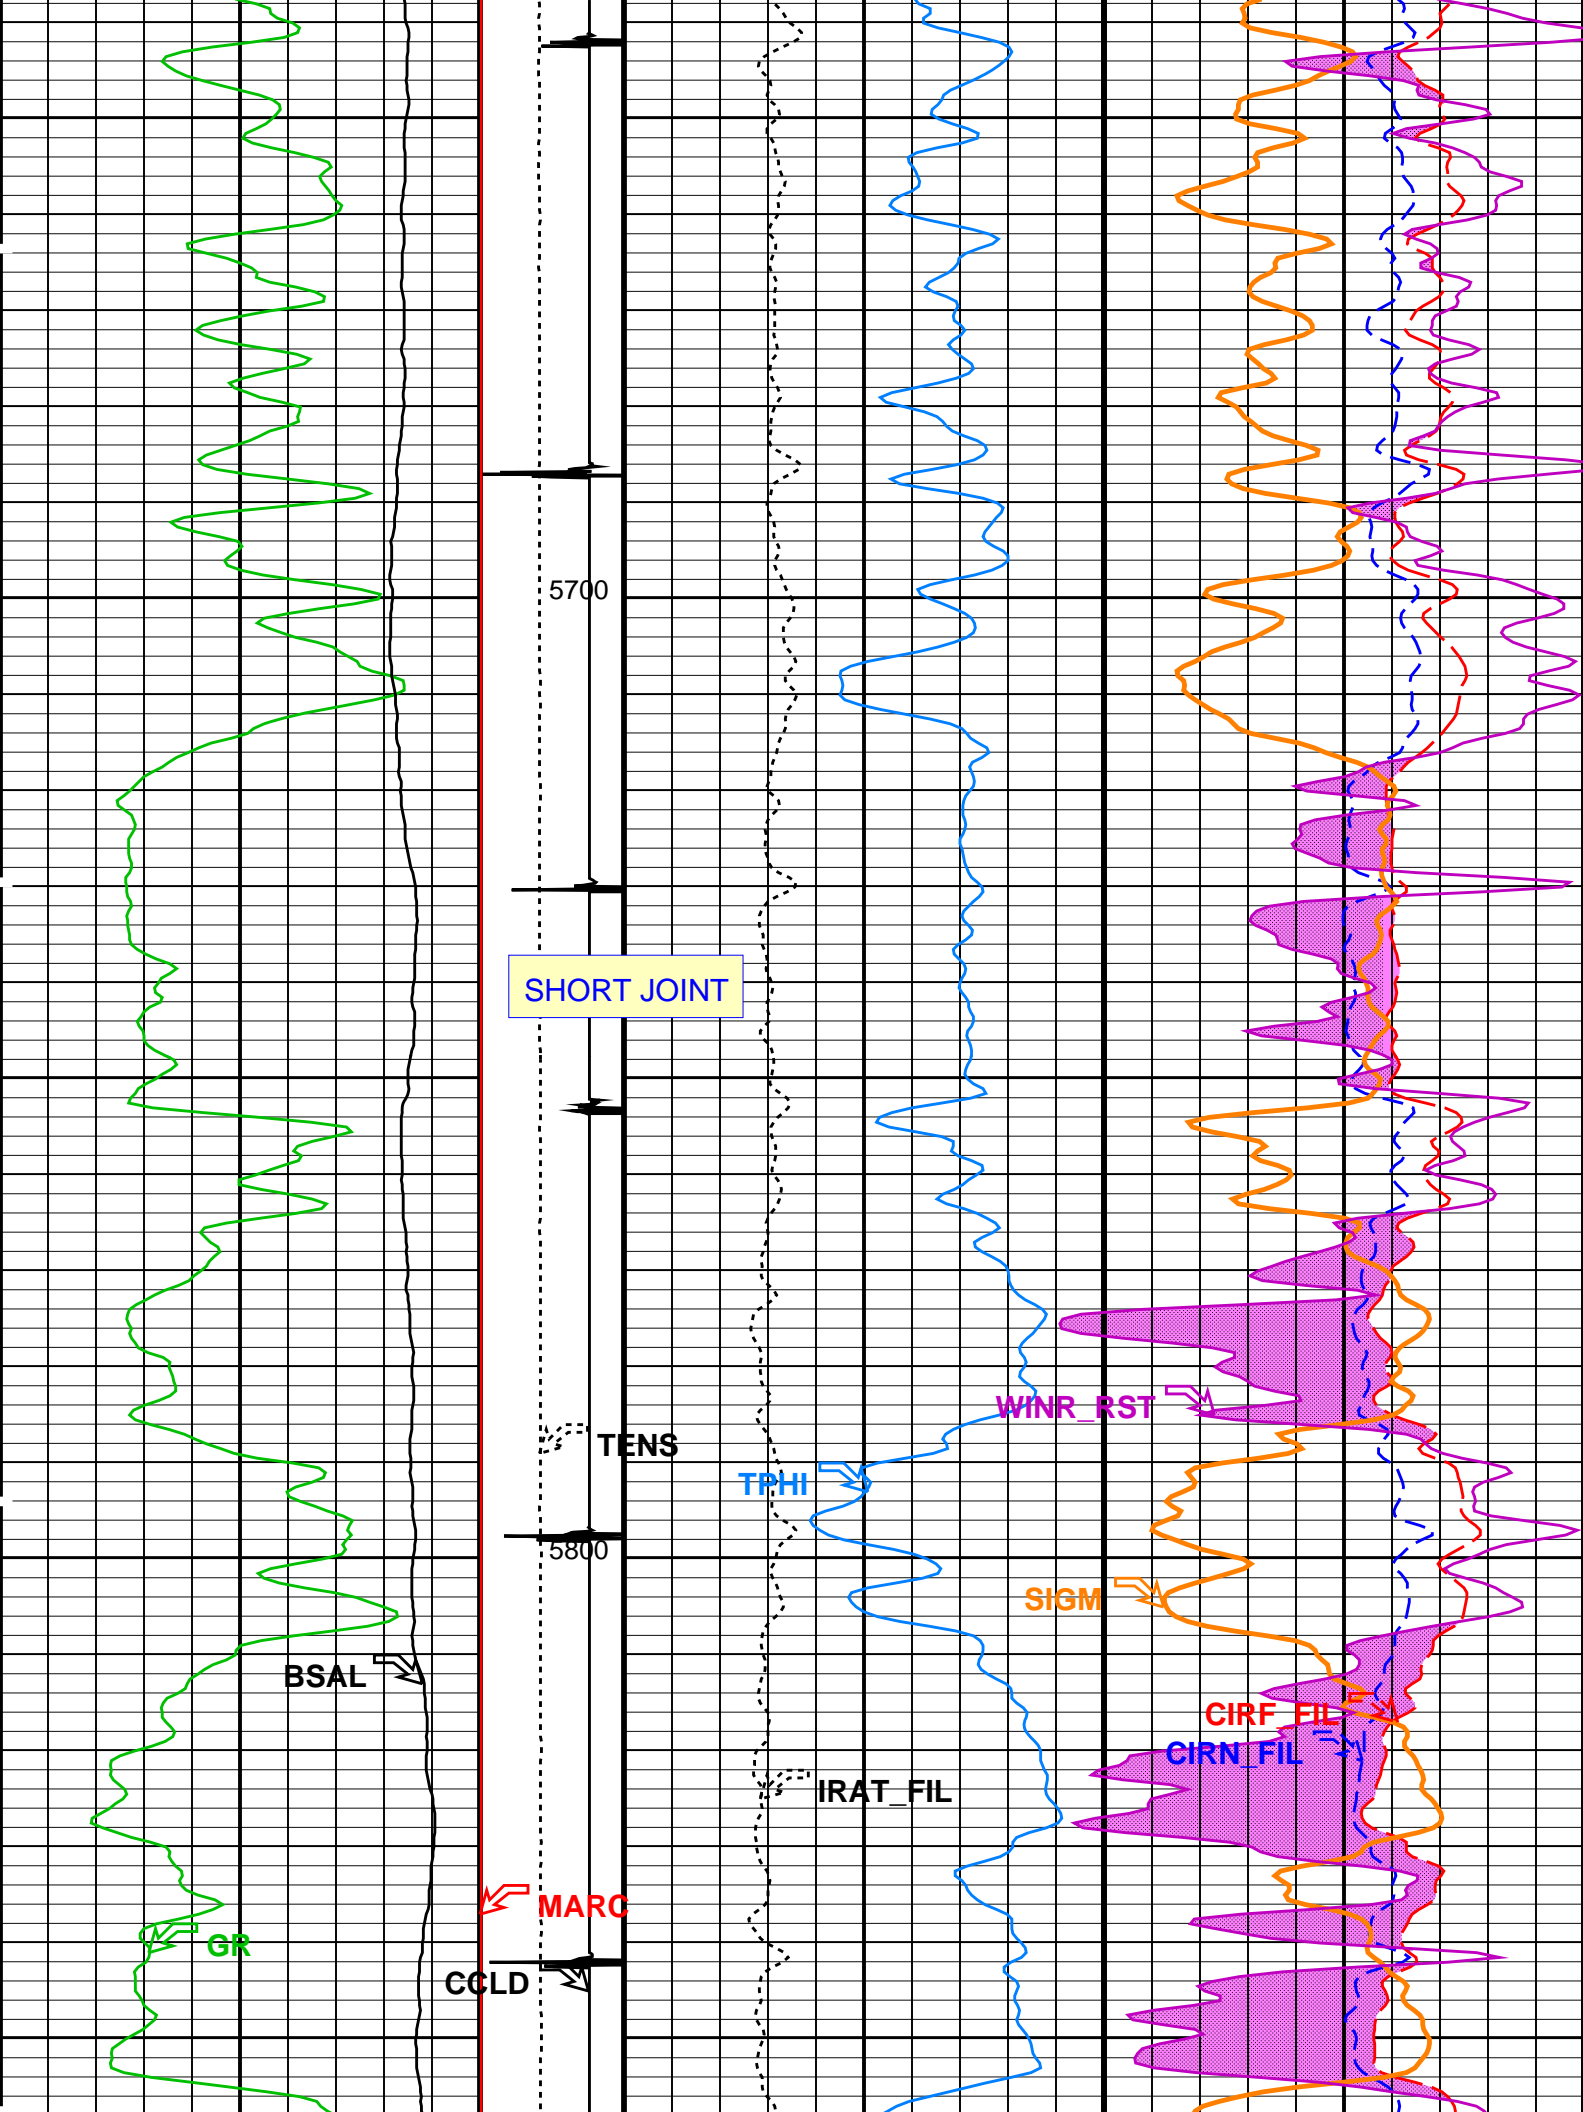 5700
SHORT JOINT
WINR_RST
TENS
TPHI
5800
SIGM
BSAL
CIRF_FIL
CIRN_FIL
IRAT_FIL
MARC
GR
CCLD